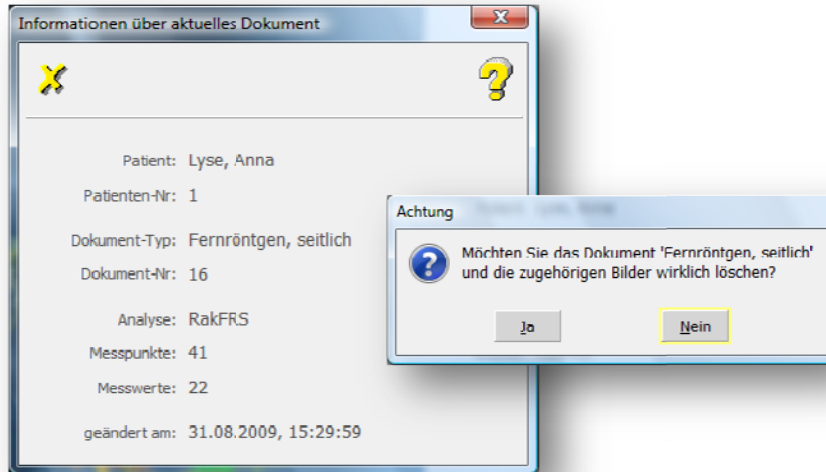 Informationen über aktuelles Dokument
Patient: Lyse, Anna
Patienten-Nr: 1
Dokument-Typ: Fernröntgen, seitlich
Dokument-Nr: 16
Analyse: RakFRS
Messpunkte: 41
Messwerte: 22
geändert am: 31.08.2009, 15:29:59
Achtung
Möchten Sie das Dokument 'Fernröntgen, seitlich'
und die zugehörigen Bilder wirklich löschen?
Ja
Nein